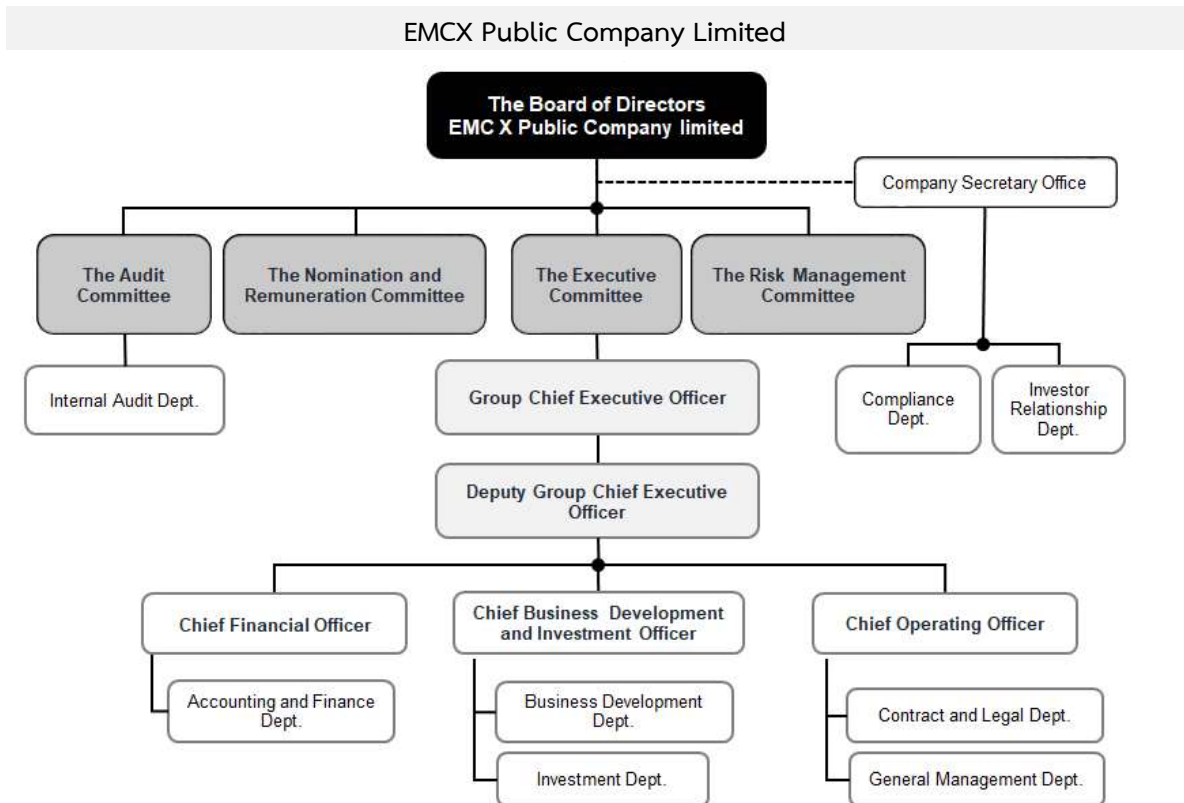 EMCX Public Company Limited
The Board of Directors
EMC X Public Company limited
Company Secretary Office
The Audit
Committee
The Nomination and
Remuneration Committee
The Executive
Committee
The Risk Management
Committee
Internal Audit Dept.
Group Chief Executive Officer
Compliance
Dept.
Investor
Relationship
Dept.
Deputy Group Chief Executive
Officer
Chief Financial Officer
Chief Business Development
and Investment Officer
Chief Operating Officer
Accounting and Finance
Dept.
Business Development
Dept.
Contract and Legal Dept.
Investment Dept.
General Management Dept.